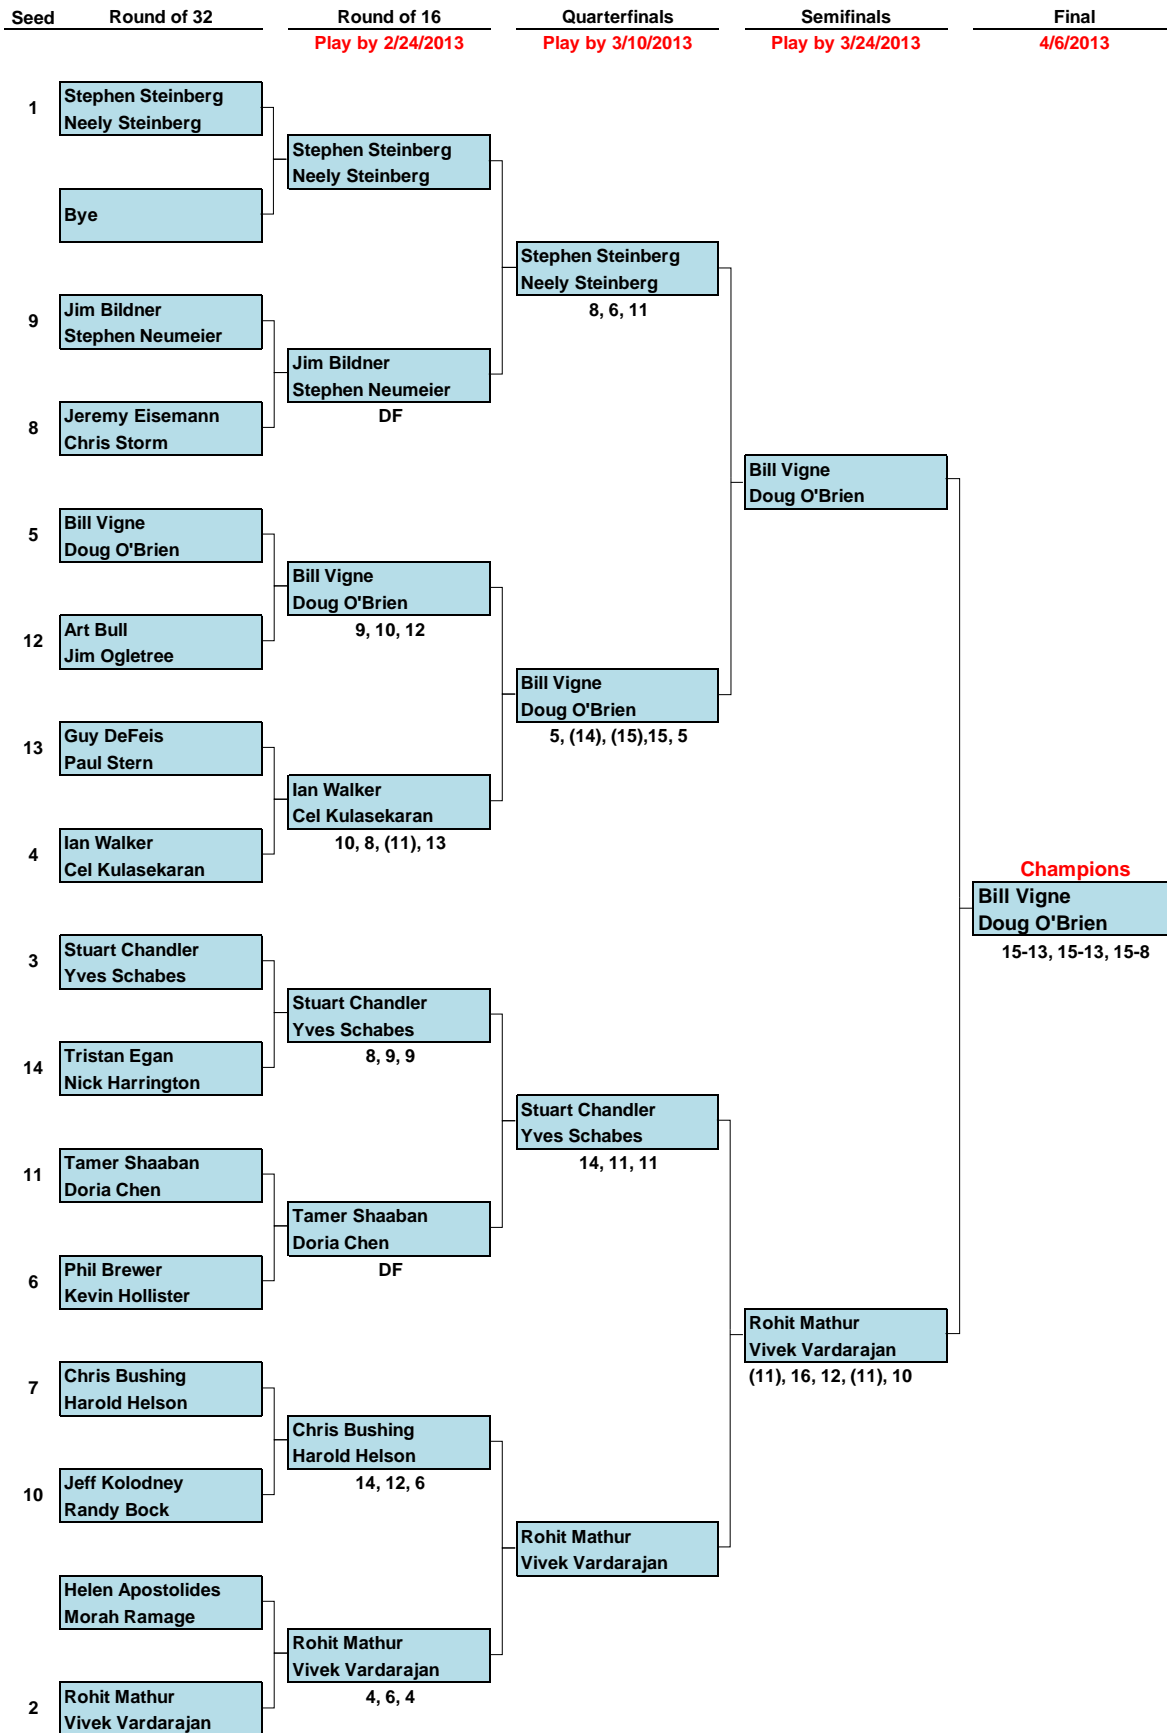 Seed Round of 32 Round of 16 Quarterfinals Semifinals Final
Play by 2/24/2013 Play by 3/10/2013 Play by 3/24/2013 4/6/2013
1
Stephen Steinberg
Neely Steinberg
Stephen Steinberg
Neely Steinberg
Bye
Stephen Steinberg
Neely Steinberg
8, 6, 11
9
Jim Bildner
Stephen Neumeier
Jim Bildner
Stephen Neumeier
DF
8
Jeremy Eisemann
Chris Storm
Bill Vigne
Doug O'Brien
5
Bill Vigne
Doug O'Brien
Bill Vigne
Doug O'Brien
9, 10, 12
12
Art Bull
Jim Ogletree
Bill Vigne
Doug O'Brien
5, (14), (15),15, 5
13
Guy DeFeis
Paul Stern
Ian Walker
Cel Kulasekaran
10, 8, (11), 13
4
Ian Walker
Cel Kulasekaran
Champions
Bill Vigne
Doug O'Brien
15-13, 15-13, 15-8
3
Stuart Chandler
Yves Schabes
Stuart Chandler
Yves Schabes
8, 9, 9
14
Tristan Egan
Nick Harrington
Stuart Chandler
Yves Schabes
14, 11, 11
11
Tamer Shaaban
Doria Chen
Tamer Shaaban
Doria Chen
DF
6
Phil Brewer
Kevin Hollister
Rohit Mathur
Vivek Vardarajan
(11), 16, 12, (11), 10
7
Chris Bushing
Harold Helson
Chris Bushing
Harold Helson
14, 12, 6
10
Jeff Kolodney
Randy Bock
Rohit Mathur
Vivek Vardarajan
Helen Apostolides
Morah Ramage
Rohit Mathur
Vivek Vardarajan
4, 6, 4
2
Rohit Mathur
Vivek Vardarajan